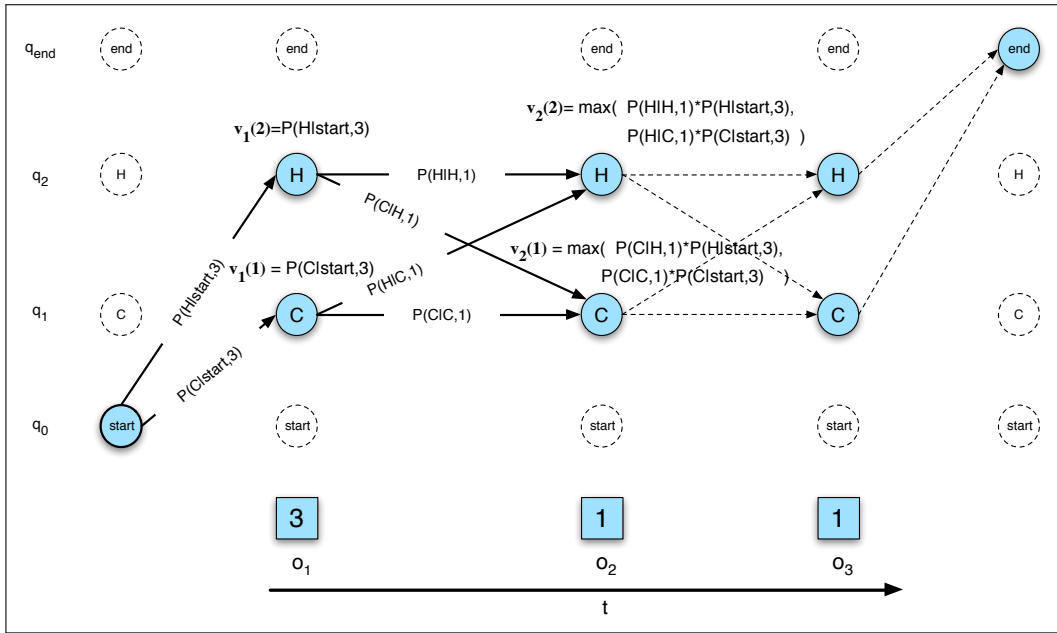 q_end end end end end end
v₂(2)= max( P(H|H,1)*P(H|start,3),
P(H|C,1)*P(C|start,3) )
v₁(2)=P(H|start,3)
q₂ H H H H H
P(H|H,1)
P(C|H,1)
v₂(1) = max( P(C|H,1)*P(H|start,3),
P(C|C,1)*P(C|start,3) )
v₁(1) = P(C|start,3)
P(H|C,1)
P(H|start,3)
q₁ C C C C C
P(C|C,1)
P(C|start,3)
q₀ start start start start start
3 1 1
o₁ o₂ o₃
t